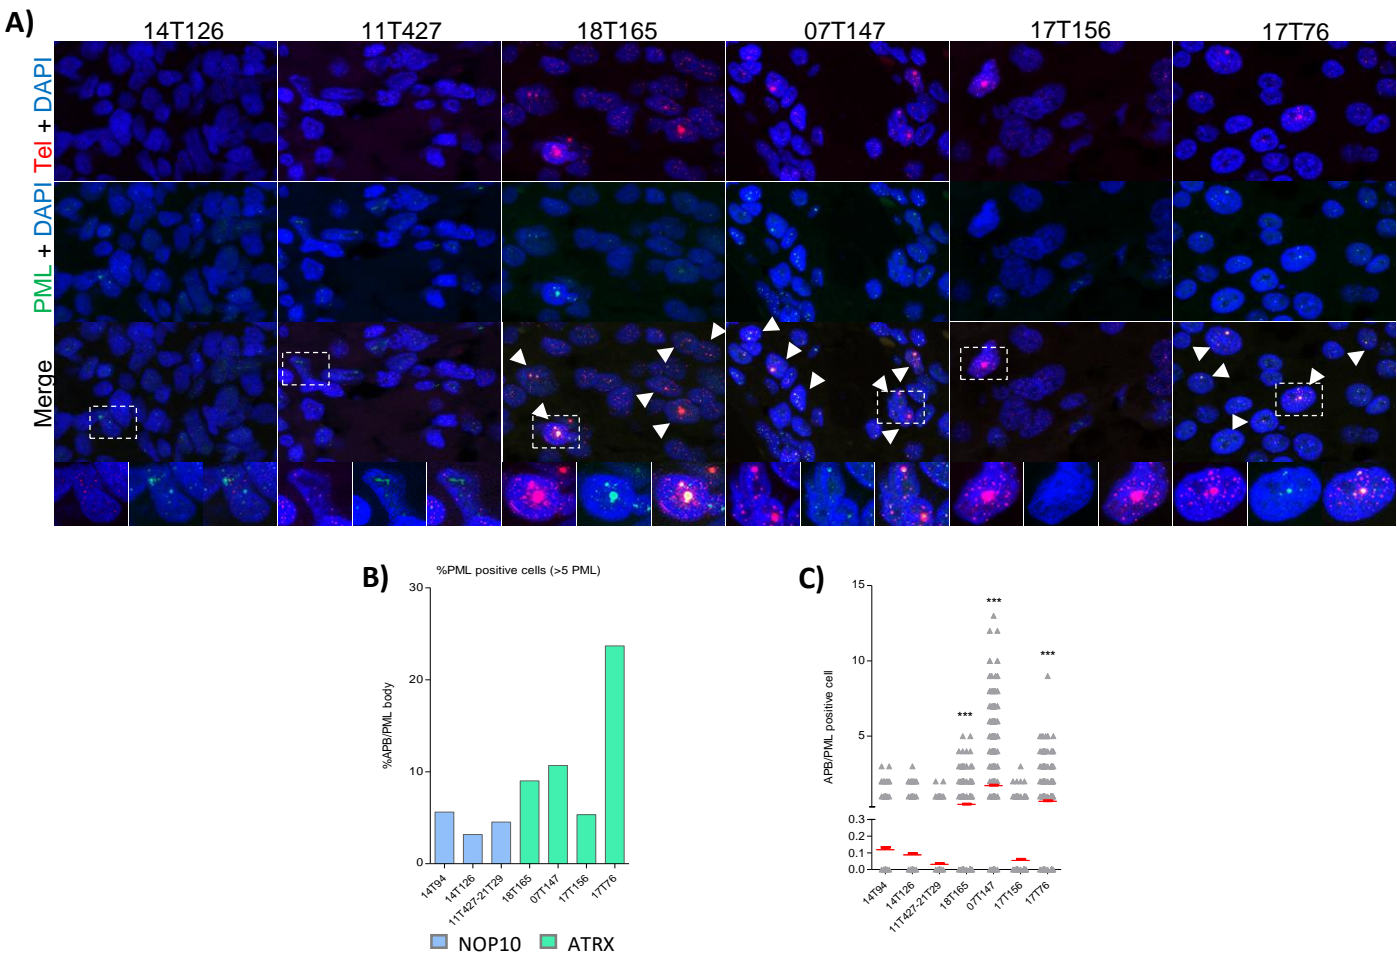 A)
14T126 11T427 18T165 07T147 17T156 17T76
Tel + DAPI
PML + DAPI
Merge
B)
%PML positive cells (>5 PML)
%APB/PML body
30
20
10
0
14T94 14T126 11T427-21T29 18T165 07T147 17T156 17T76
NOP10 ATRX
C)
APB/PML positive cell
15
10
5
0.3
0.2
0.1
0.0
*** *** ***
14T94 14T126 11T427-21T29 18T165 07T147 17T156 17T76